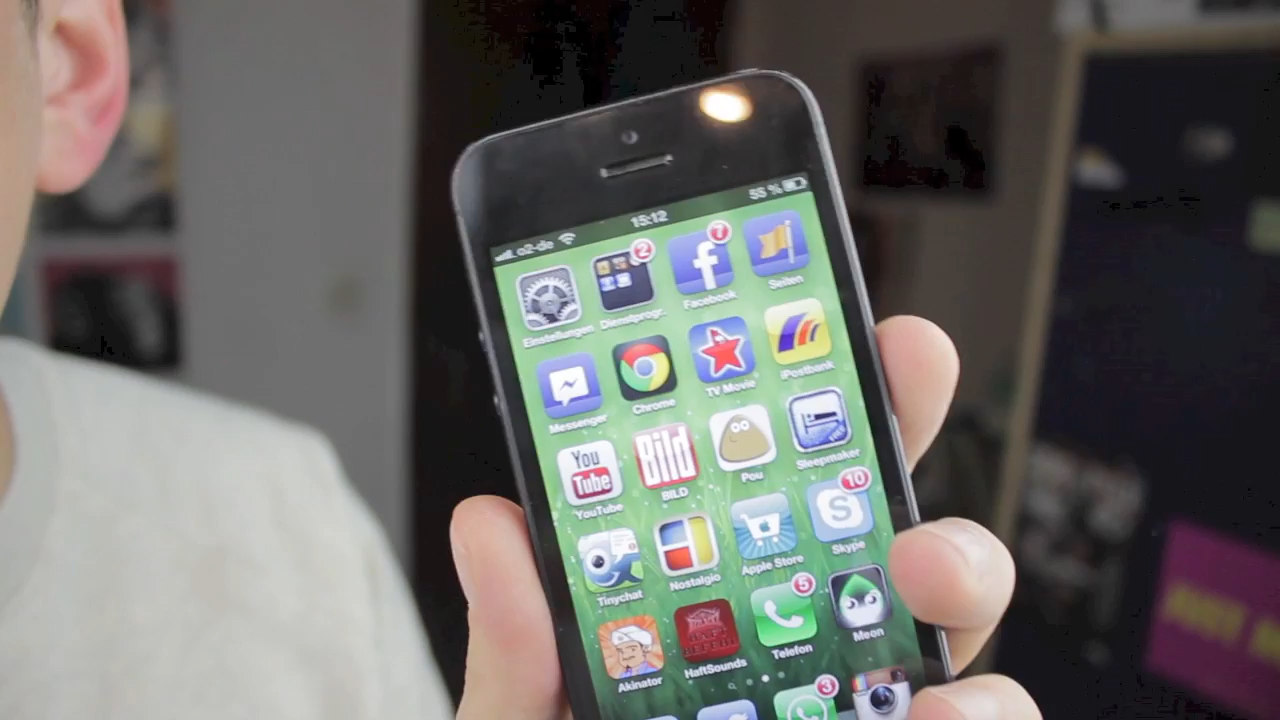 o2-de 15:12 55 %
2 7
Einstellungen Dienstprogr. Facebook Seiten
Messenger Chrome TV Movie iPostbank
You
Tube Bild
YouTube BILD Pou Sleepmaker
10
Tinychat Nostalgio Apple Store Skype
5
Akinator HaftSounds Telefon Meon
3